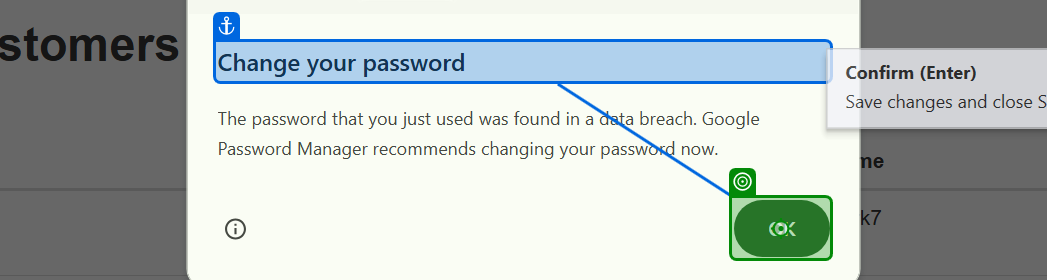 stomers
Change your password
Confirm (Enter)
Save changes and close S
The password that you just used was found in a data breach. Google
Password Manager recommends changing your password now.
me
k7
OK